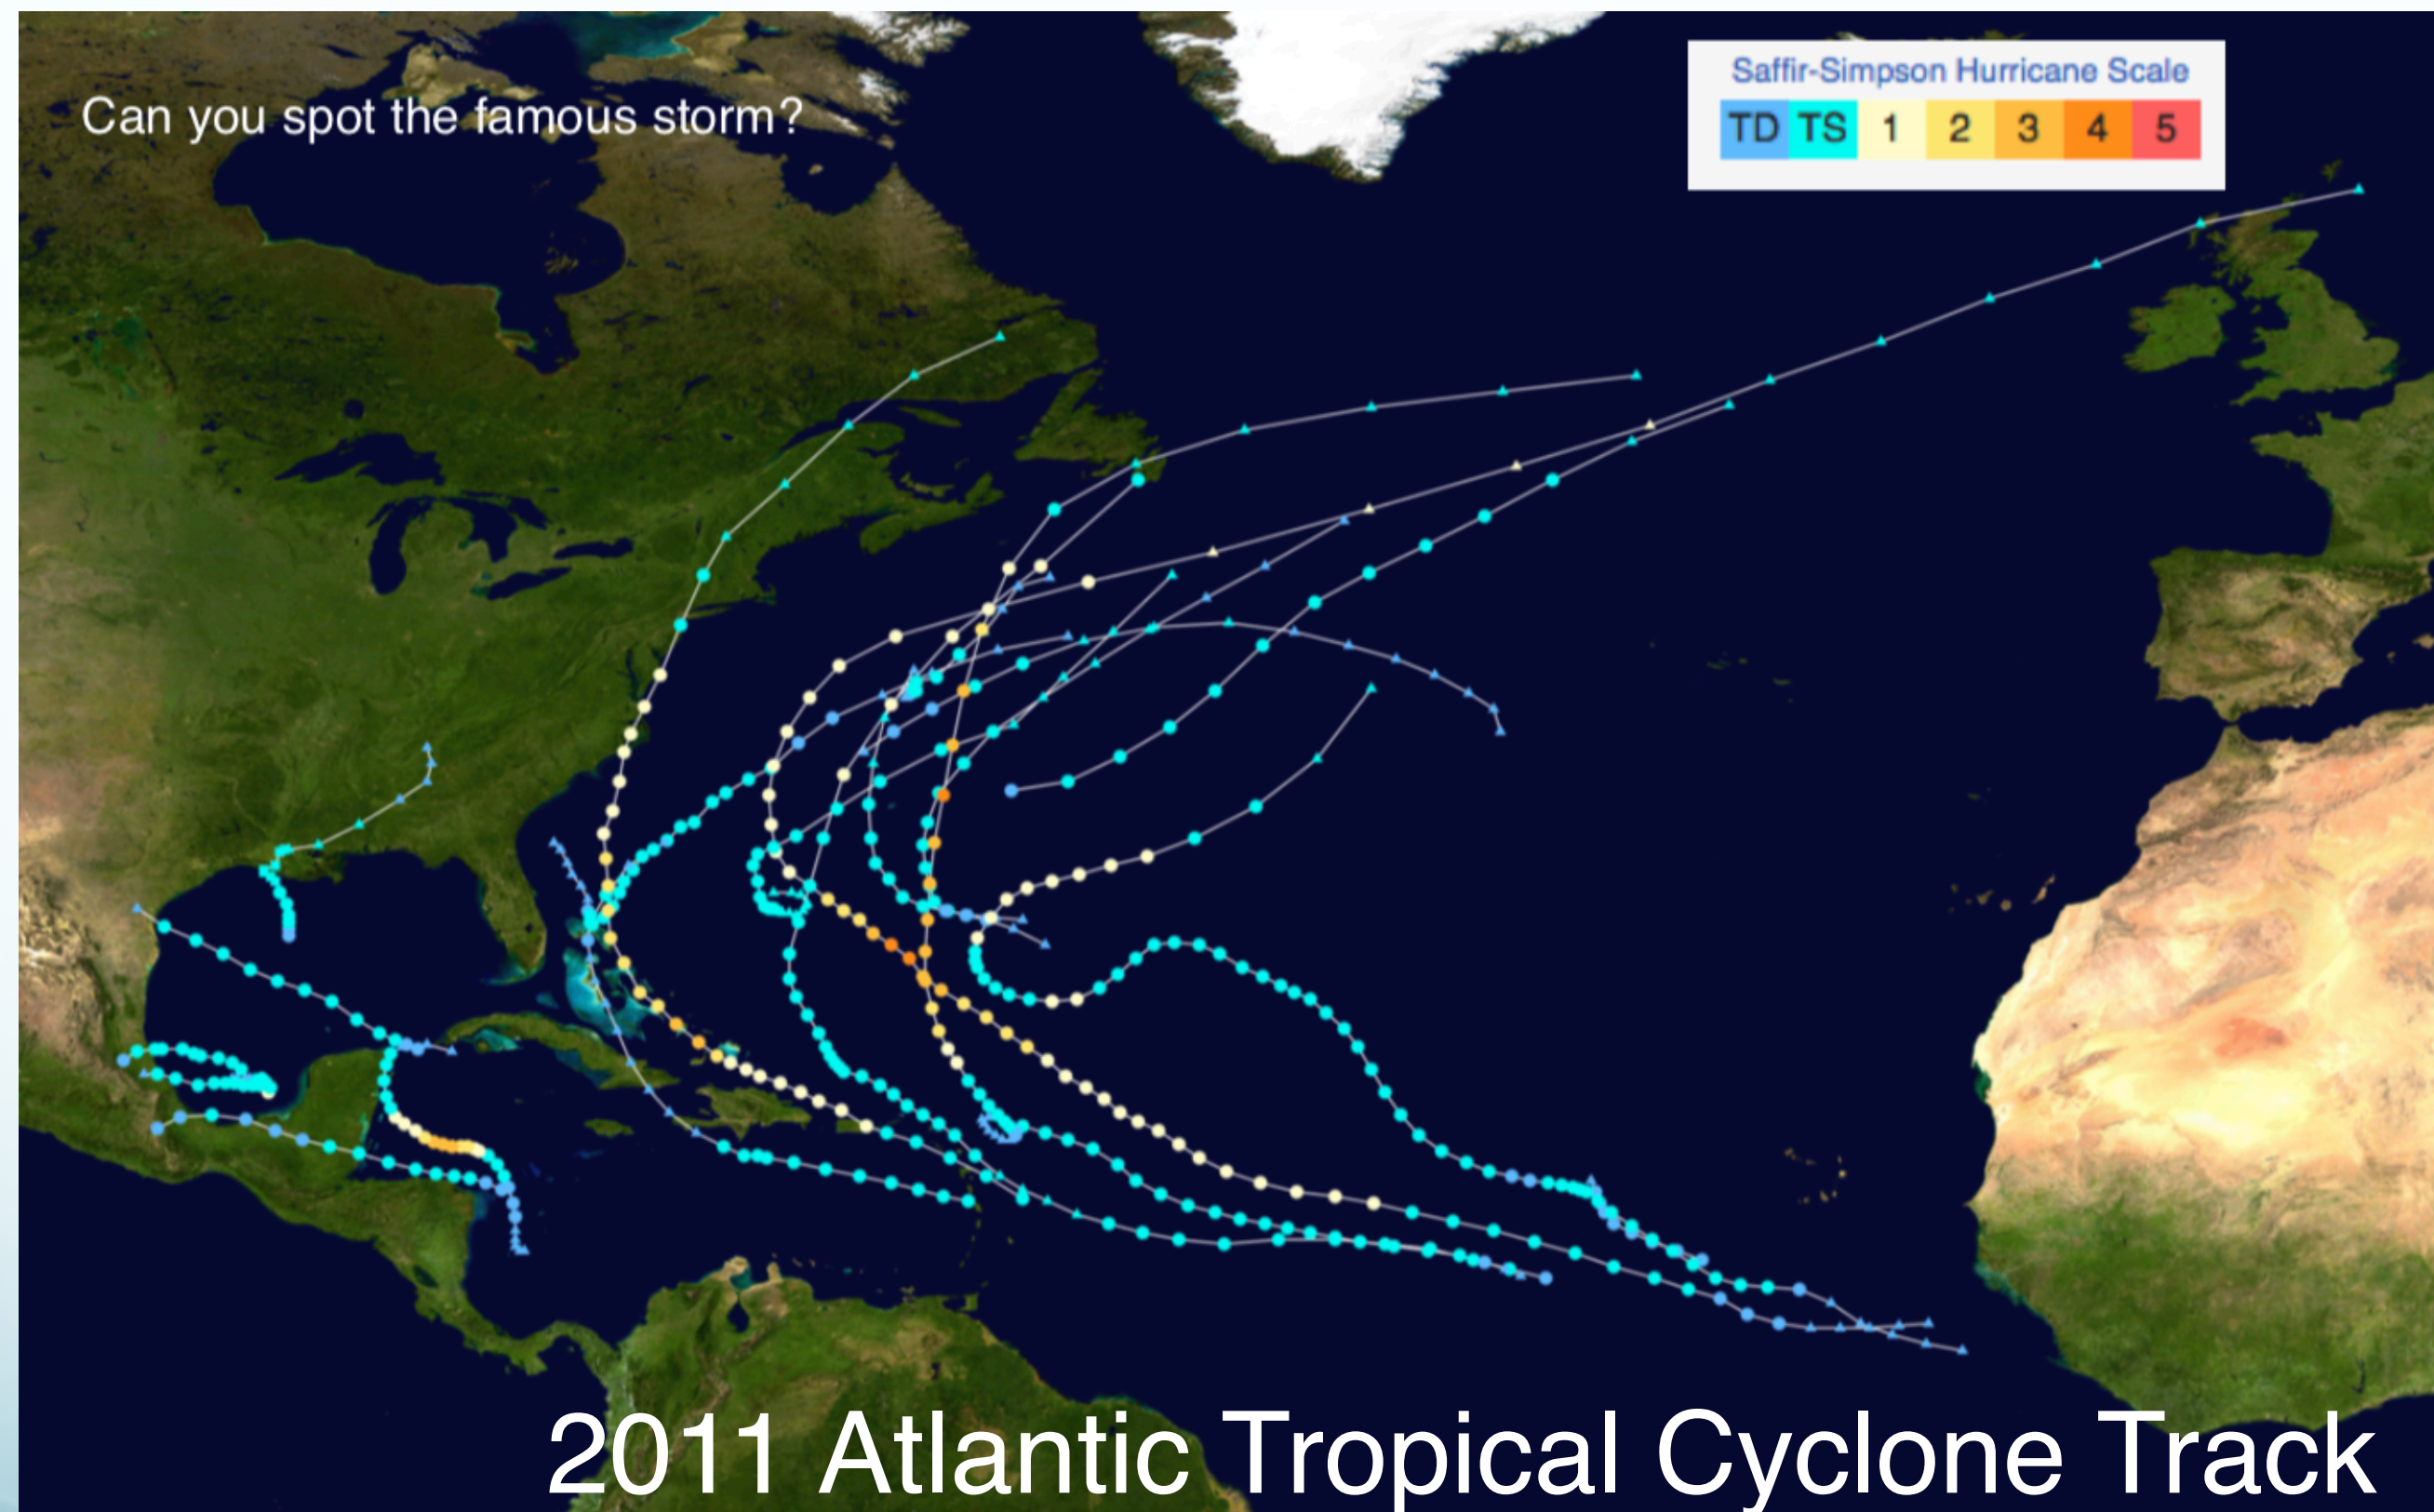 Can you spot the famous storm?
Saffir-Simpson Hurricane Scale
TD TS 1 2 3 4 5
2011 Atlantic Tropical Cyclone Track